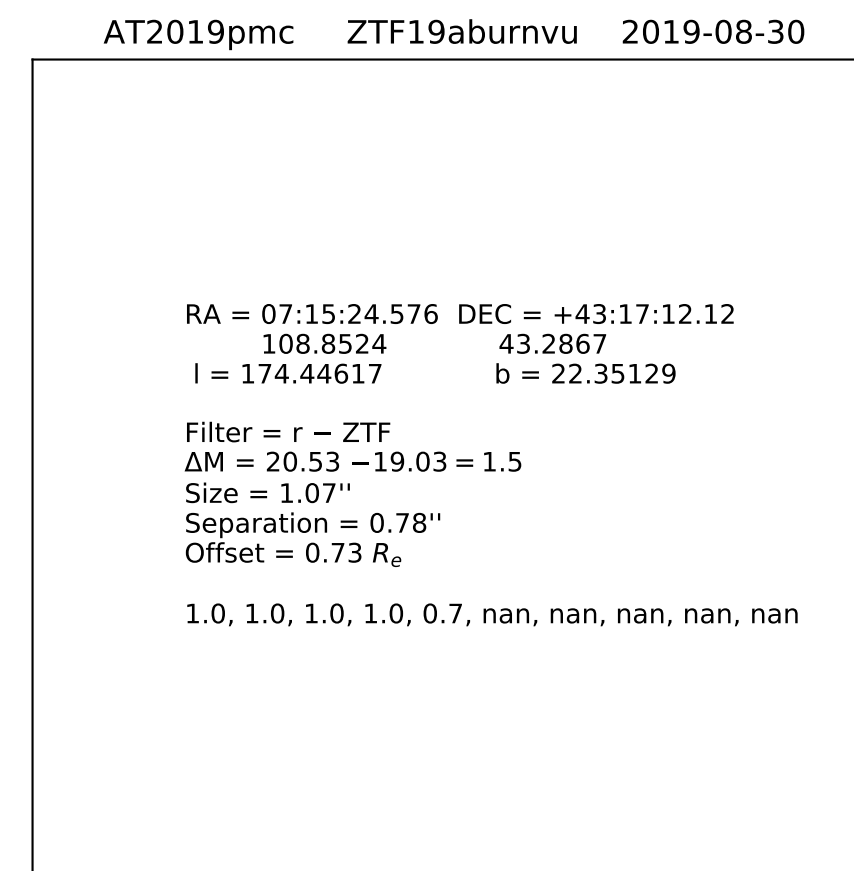 AT2019pmc ZTF19aburnvu 2019-08-30
RA = 07:15:24.576 DEC = +43:17:12.12
108.8524 43.2867
l = 174.44617 b = 22.35129
Filter = r − ZTF
ΔM = 20.53 −19.03 = 1.5
Size = 1.07''
Separation = 0.78''
Offset = 0.73 Re
1.0, 1.0, 1.0, 1.0, 0.7, nan, nan, nan, nan, nan